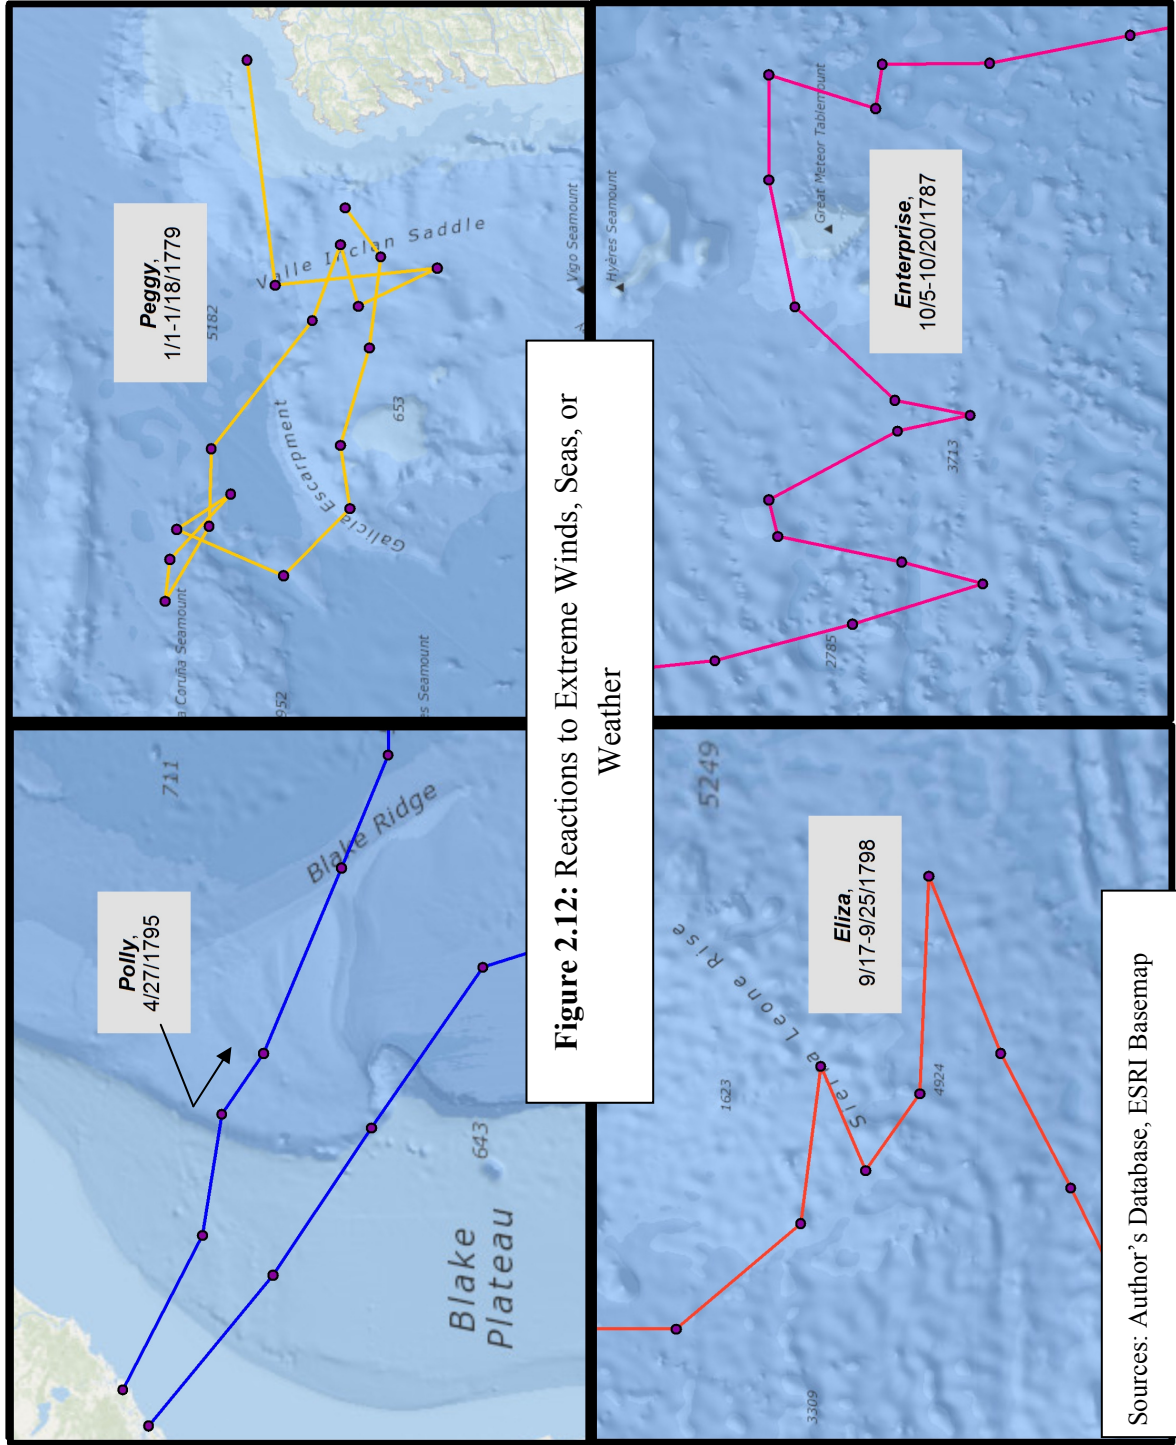 Polly,
4/27/1795
711
Blake Ridge
643
Blake
Plateau
Peggy,
1/1-1/18/1779
5182
a Coruña Seamount
Valle Inclan Saddle
Galicia Escarpment
952
653
es Seamount
Vigo Seamount
Figure 2.12: Reactions to Extreme Winds, Seas, or
Weather
5249
Sierra Leone Rise
1623
3309
Eliza,
9/17-9/25/1798
4924
Hyères Seamount
Great Meteor Tablemount
2785
Enterprise,
10/5-10/20/1787
3713
Sources: Author's Database, ESRI Basemap